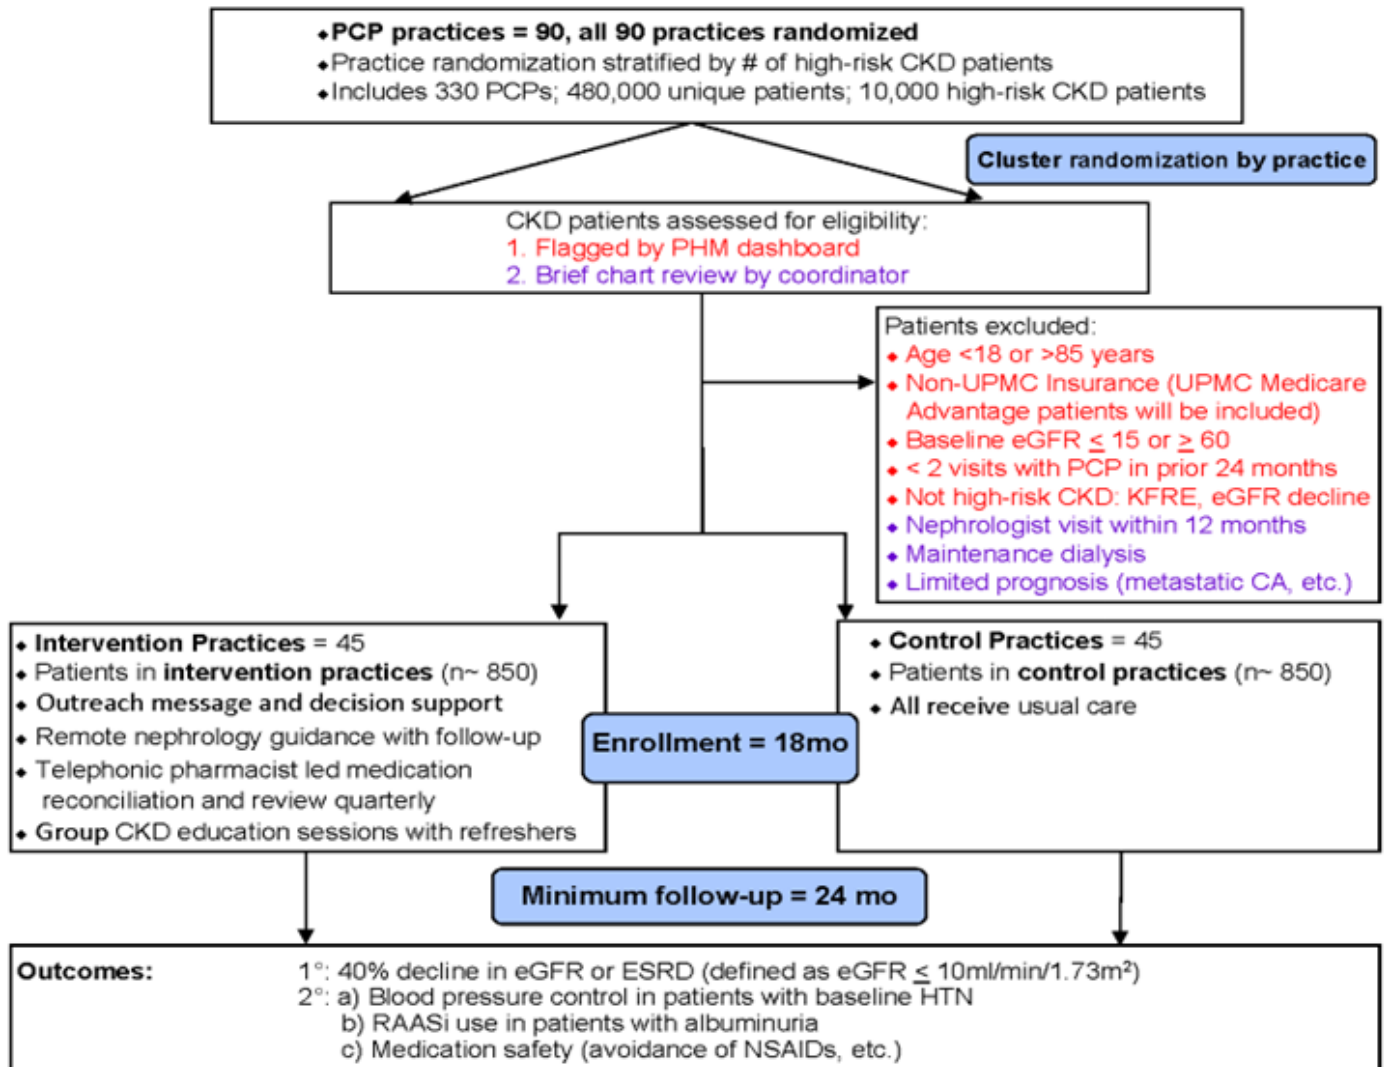 ◆PCP practices = 90, all 90 practices randomized
◆Practice randomization stratified by # of high-risk CKD patients
◆Includes 330 PCPs; 480,000 unique patients; 10,000 high-risk CKD patients
Cluster randomization by practice
CKD patients assessed for eligibility:
1. Flagged by PHM dashboard
2. Brief chart review by coordinator
Patients excluded:
◆ Age <18 or >85 years
◆ Non-UPMC Insurance (UPMC Medicare
Advantage patients will be included)
◆ Baseline eGFR ≤ 15 or ≥ 60
◆ < 2 visits with PCP in prior 24 months
◆ Not high-risk CKD: KFRE, eGFR decline
◆ Nephrologist visit within 12 months
◆ Maintenance dialysis
◆ Limited prognosis (metastatic CA, etc.)
◆ Intervention Practices = 45
◆ Patients in intervention practices (n~ 850)
◆ Outreach message and decision support
◆ Remote nephrology guidance with follow-up
◆ Telephonic pharmacist led medication
reconciliation and review quarterly
◆ Group CKD education sessions with refreshers
Enrollment = 18mo
◆ Control Practices = 45
◆ Patients in control practices (n~ 850)
◆ All receive usual care
Minimum follow-up = 24 mo
Outcomes: 1°: 40% decline in eGFR or ESRD (defined as eGFR ≤ 10ml/min/1.73m²)
2°: a) Blood pressure control in patients with baseline HTN
b) RAASi use in patients with albuminuria
c) Medication safety (avoidance of NSAIDs, etc.)